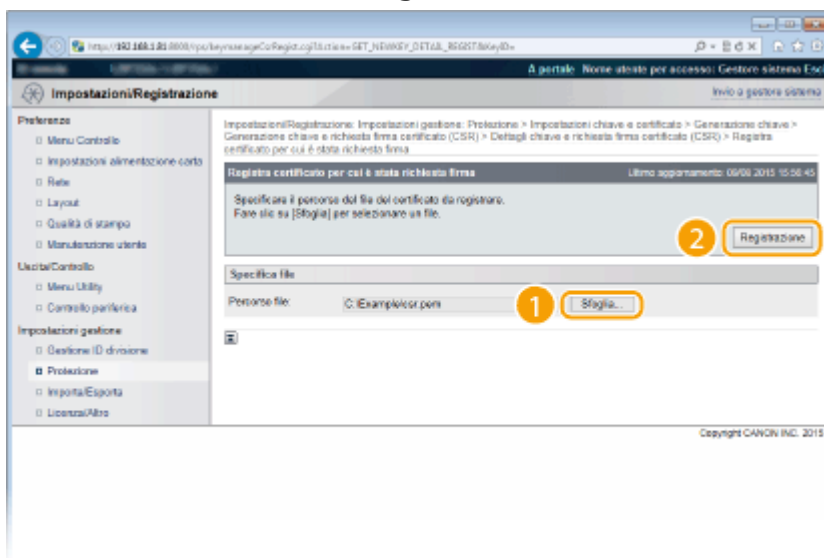 A portale Nome utente per accesso: Gestore sistema Esci
Impostazioni/Registrazione
Invio a gestore sistema
Preferenze
Menu Controllo
Impostazioni alimentazione carta
Rete
Layout
Qualità di stampa
Manutenzione utente
Uscita/Controllo
Menu Utility
Controllo periferica
Impostazioni gestione
Gestione ID divisione
Protezione
Importa/Esporta
Licenza/Altro
Impostazioni/Registrazione: Impostazioni gestione: Protezione > Impostazioni chiave e certificato > Generazione chiave >
Generazione chiave e richiesta firma certificato (CSR) > Dettagli chiave e richiesta firma certificato (CSR) > Registra
certificato per cui è stata richiesta firma
Registra certificato per cui è stata richiesta firma
Ultimo aggiornamento: 09/08 2015 15:58:45
Specificare il percorso del file del certificato da registrare.
Fare clic su [Sfoglia] per selezionare un file.
2 Registrazione
Specifica file
Percorso file: C:\Example\csr.pem 1 Sfoglia...
Copyright CANON INC. 2015